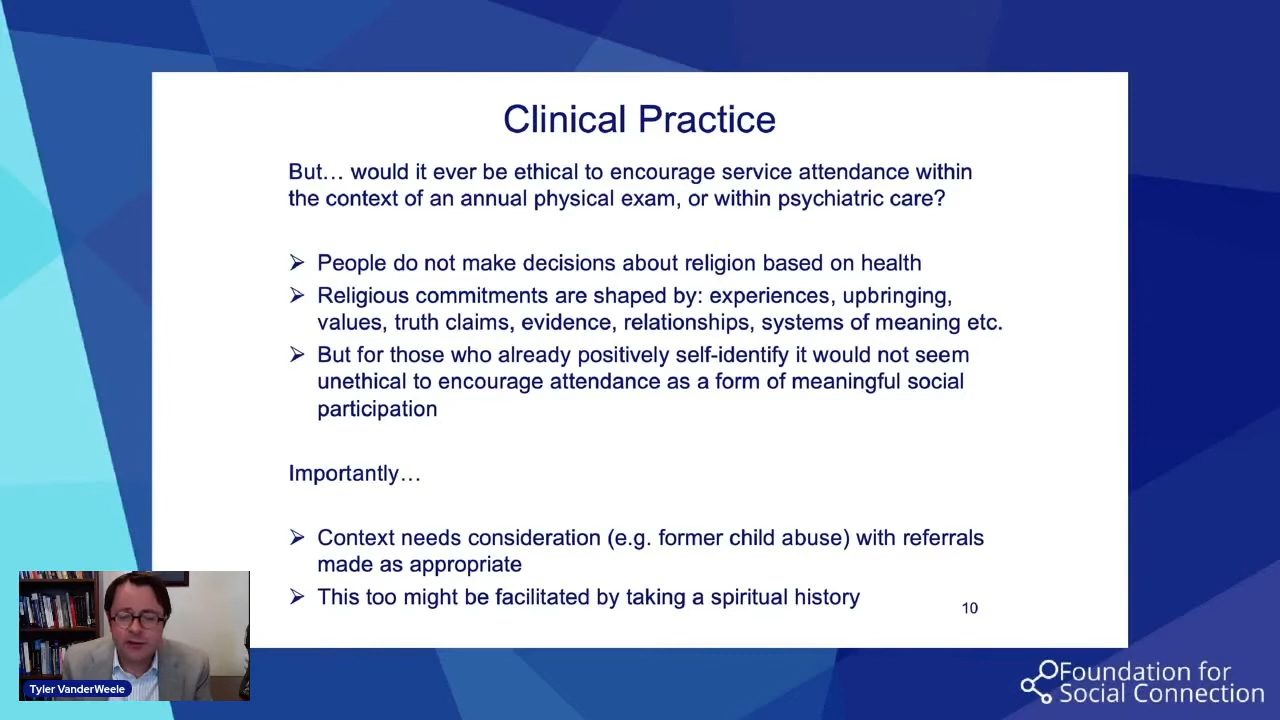 Clinical Practice
But… would it ever be ethical to encourage service attendance within
the context of an annual physical exam, or within psychiatric care?
➢ People do not make decisions about religion based on health
➢ Religious commitments are shaped by: experiences, upbringing,
values, truth claims, evidence, relationships, systems of meaning etc.
➢ But for those who already positively self-identify it would not seem
unethical to encourage attendance as a form of meaningful social
participation
Importantly…
➢ Context needs consideration (e.g. former child abuse) with referrals
made as appropriate
➢ This too might be facilitated by taking a spiritual history
10
Tyler VanderWeele
Foundation for
Social Connection